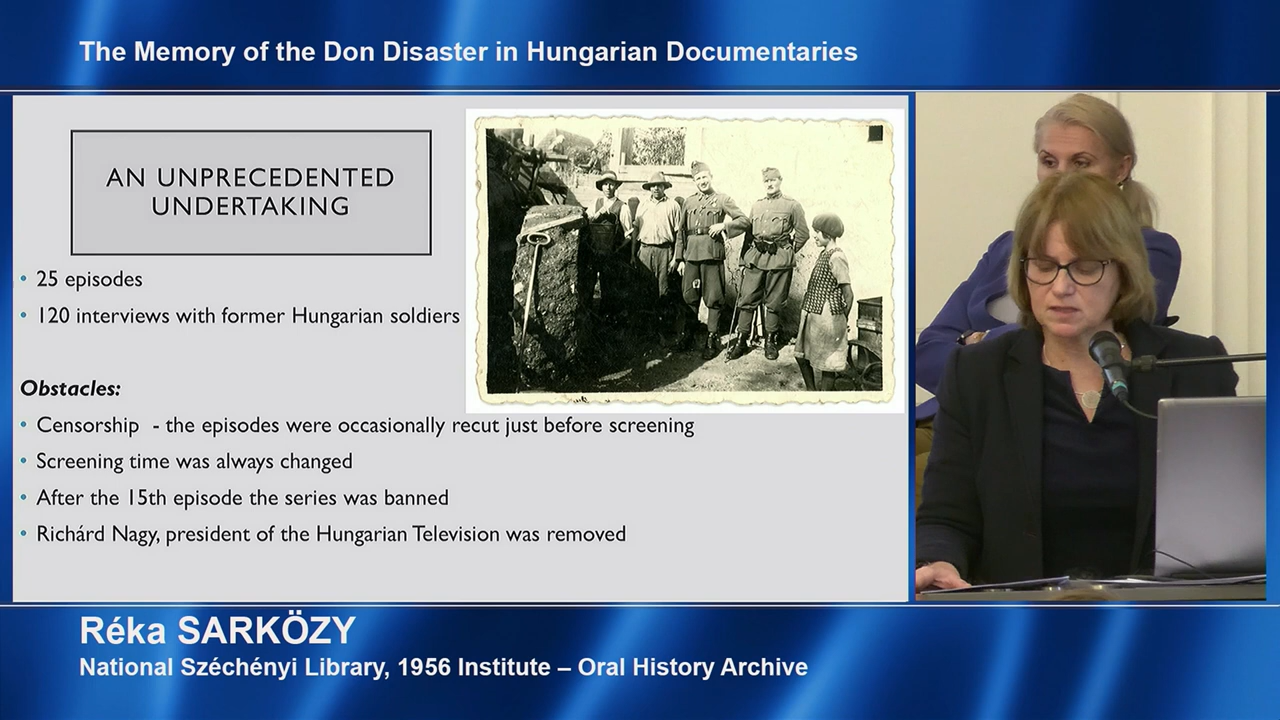 The Memory of the Don Disaster in Hungarian Documentaries
AN UNPRECEDENTED
UNDERTAKING
• 25 episodes
• 120 interviews with former Hungarian soldiers
Obstacles:
• Censorship - the episodes were occasionally recut just before screening
• Screening time was always changed
• After the 15th episode the series was banned
• Richárd Nagy, president of the Hungarian Television was removed
Réka SARKÖZY
National Széchényi Library, 1956 Institute – Oral History Archive